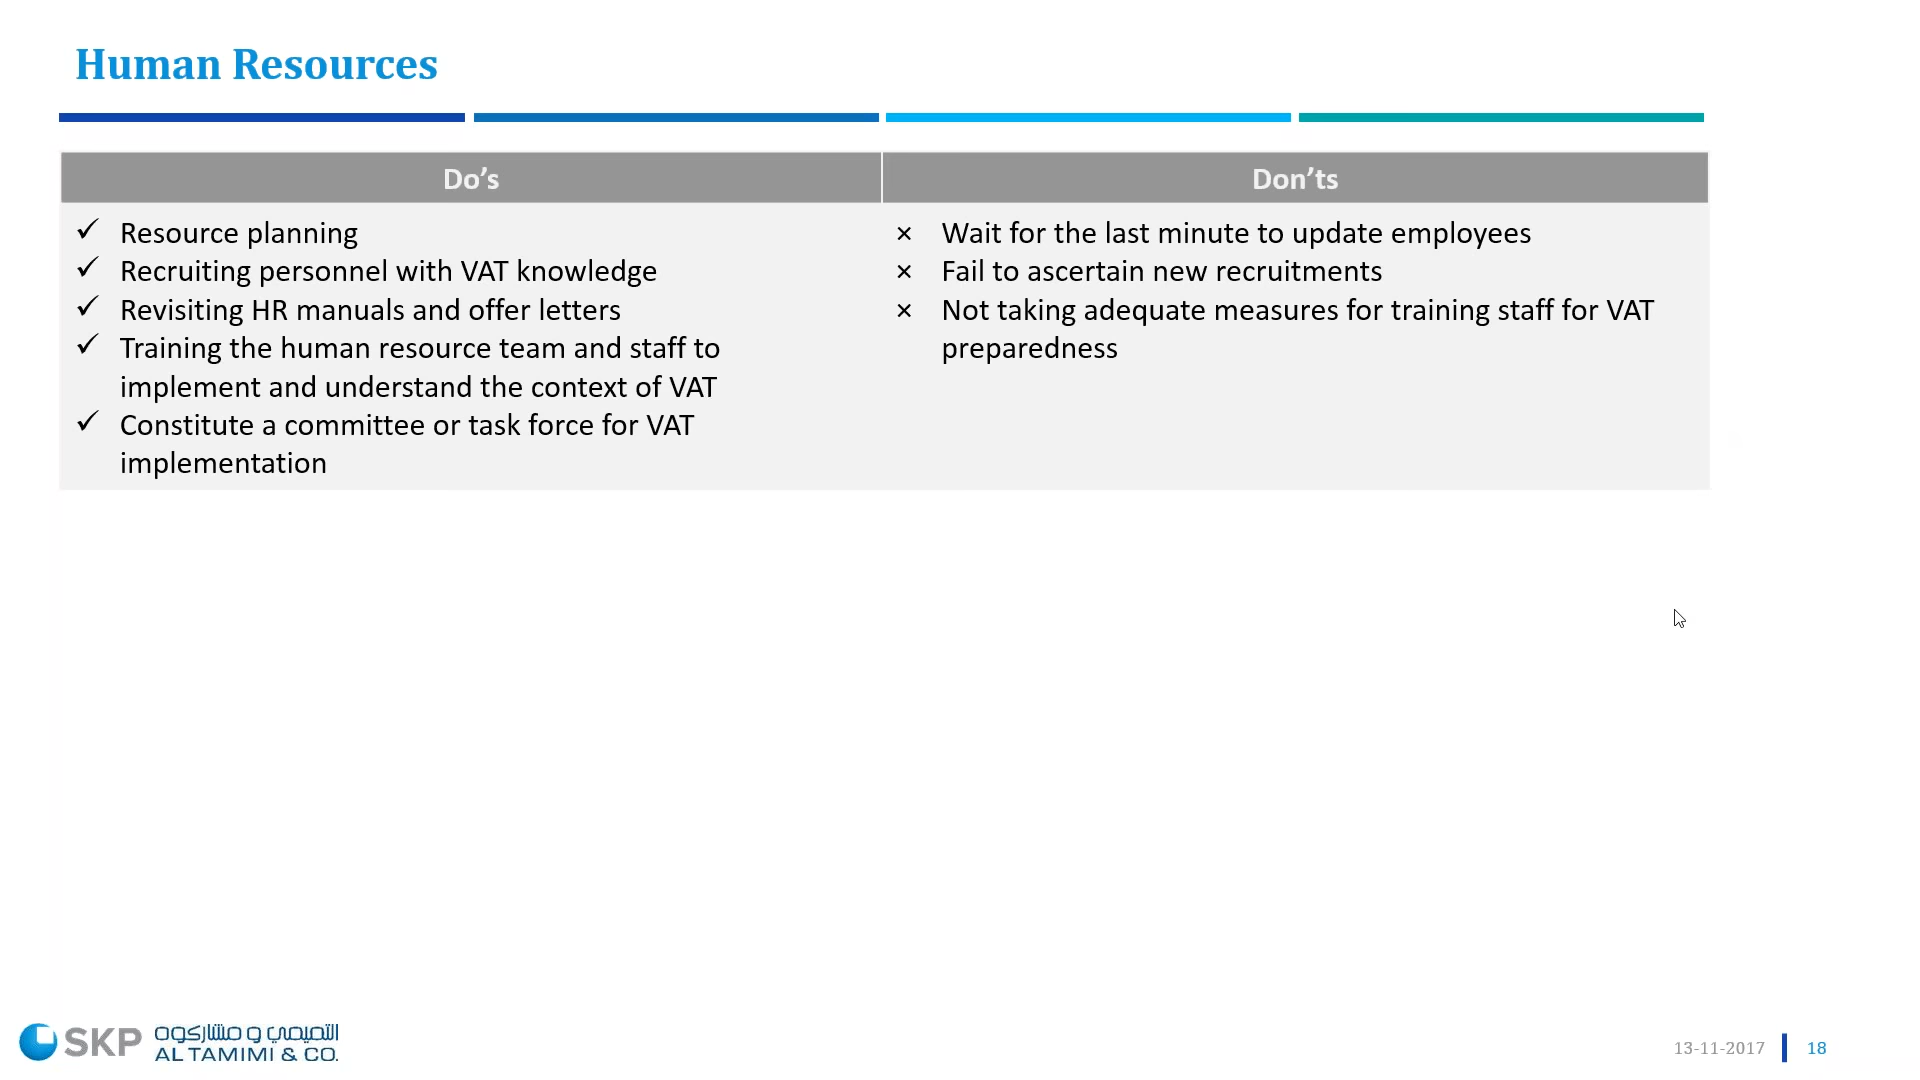 Human Resources
Do’s
Don’ts
✓ Resource planning
✓ Recruiting personnel with VAT knowledge
✓ Revisiting HR manuals and offer letters
✓ Training the human resource team and staff to
implement and understand the context of VAT
✓ Constitute a committee or task force for VAT
implementation
× Wait for the last minute to update employees
× Fail to ascertain new recruitments
× Not taking adequate measures for training staff for VAT
preparedness
SKP
التميمي و مشاركوه
AL TAMIMI & CO.
13-11-2017
18